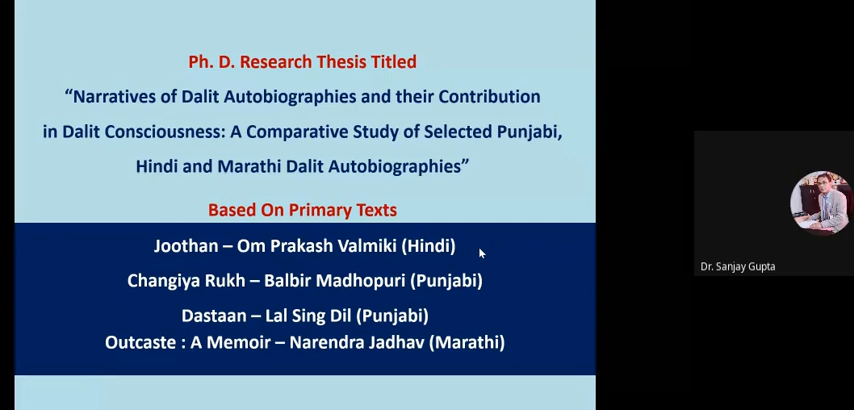 Ph. D. Research Thesis Titled
“Narratives of Dalit Autobiographies and their Contribution
in Dalit Consciousness: A Comparative Study of Selected Punjabi,
Hindi and Marathi Dalit Autobiographies”
Based On Primary Texts
Joothan – Om Prakash Valmiki (Hindi)
Changiya Rukh – Balbir Madhopuri (Punjabi)
Dastaan – Lal Sing Dil (Punjabi)
Outcaste : A Memoir – Narendra Jadhav (Marathi)
Dr. Sanjay Gupta